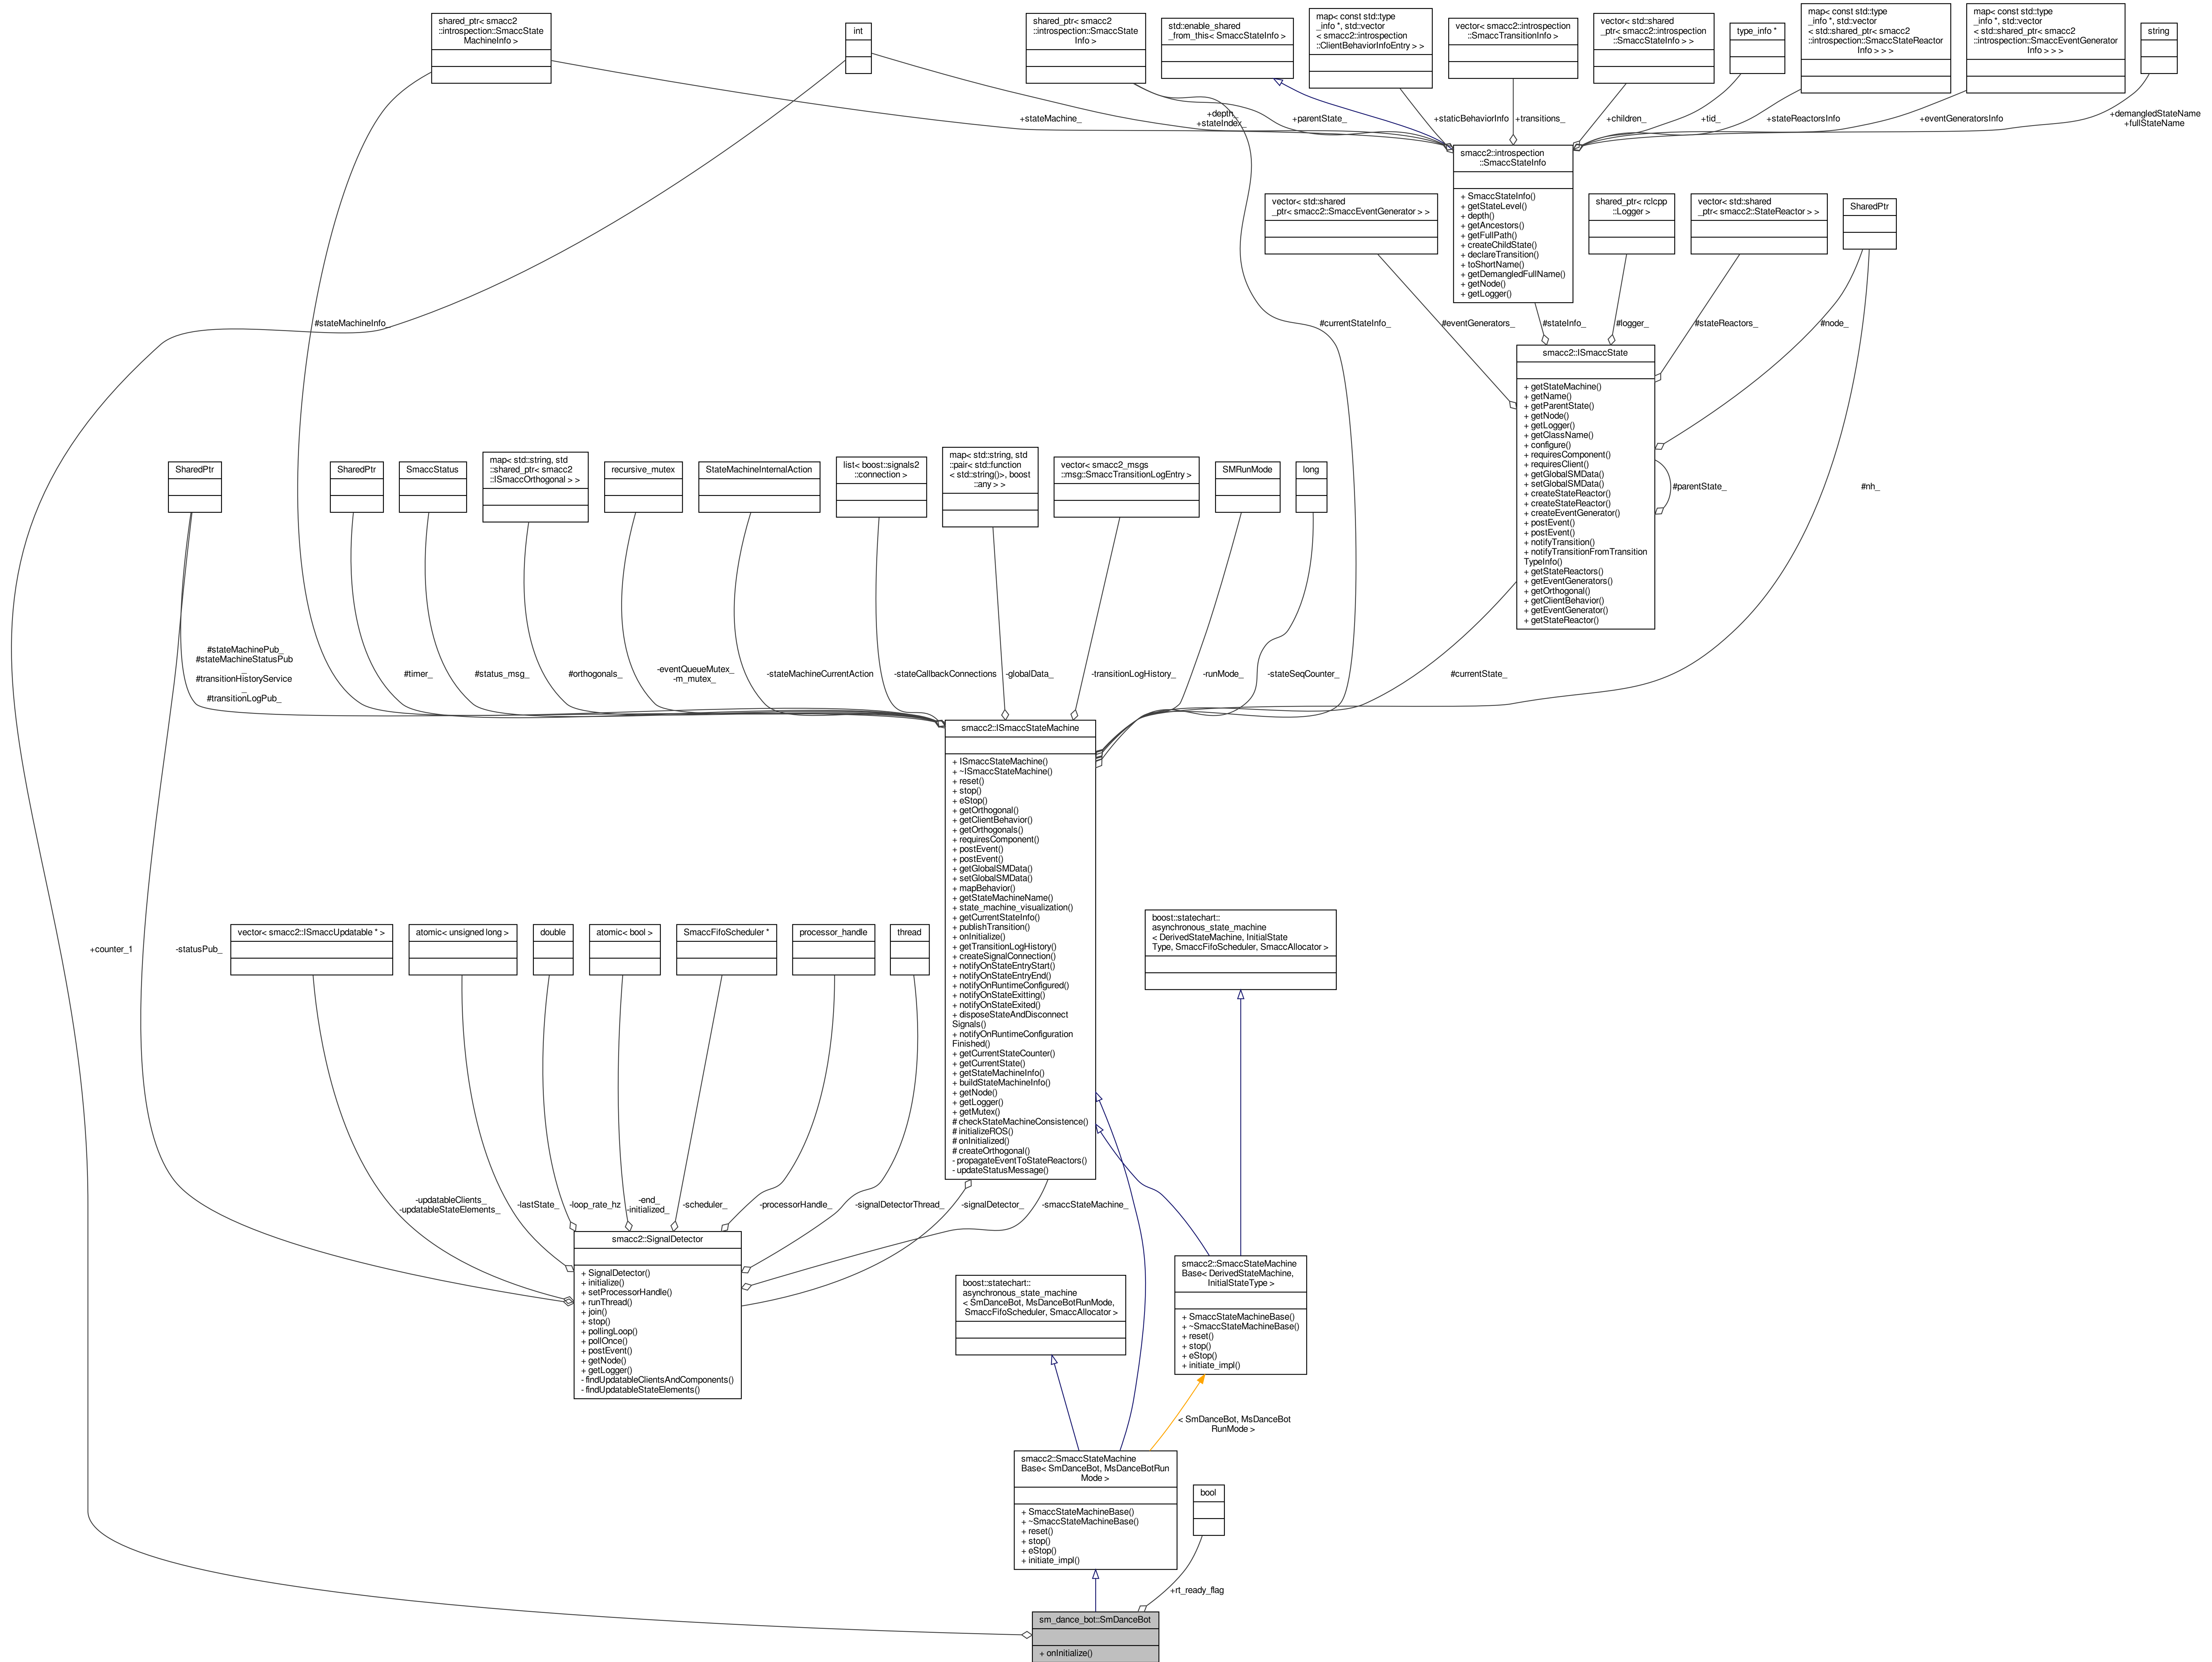 shared_ptr< smacc2
::introspection::SmaccState
MachineInfo >
int
shared_ptr< smacc2
::introspection::SmaccState
Info >
std::enable_shared
_from_this< SmaccStateInfo >
map< const std::type
_info *, std::vector
< smacc2::introspection
::ClientBehaviorInfoEntry > >
vector< smacc2::introspection
::SmaccTransitionInfo >
vector< std::shared
_ptr< smacc2::introspection
::SmaccStateInfo > >
type_info *
map< const std::type
_info *, std::vector
< std::shared_ptr< smacc2
::introspection::SmaccStateReactor
Info > > >
map< const std::type
_info *, std::vector
< std::shared_ptr< smacc2
::introspection::SmaccEventGenerator
Info > > >
string
+stateMachine_
+depth_
+stateIndex_
+parentState_
+staticBehaviorInfo
+transitions_
+children_
+tid_
+stateReactorsInfo
+eventGeneratorsInfo
+demangledStateName
+fullStateName
smacc2::introspection
::SmaccStateInfo
+ SmaccStateInfo()
+ getStateLevel()
+ depth()
+ getAncestors()
+ getFullPath()
+ createChildState()
+ declareTransition()
+ toShortName()
+ getDemangledFullName()
+ getNode()
+ getLogger()
vector< std::shared
_ptr< smacc2::SmaccEventGenerator > >
shared_ptr< rclcpp
::Logger >
vector< std::shared
_ptr< smacc2::StateReactor > >
SharedPtr
#stateMachineInfo_
#currentStateInfo_
#eventGenerators_
#stateInfo_
#logger_
#stateReactors_
#node_
smacc2::ISmaccState
+ getStateMachine()
+ getName()
+ getParentState()
+ getNode()
+ getLogger()
+ getClassName()
+ configure()
+ requiresComponent()
+ requiresClient()
+ getGlobalSMData()
+ setGlobalSMData()
+ createStateReactor()
+ createStateReactor()
+ createEventGenerator()
+ postEvent()
+ postEvent()
+ notifyTransition()
+ notifyTransitionFromTransition
TypeInfo()
+ getStateReactors()
+ getEventGenerators()
+ getOrthogonal()
+ getClientBehavior()
+ getEventGenerator()
+ getStateReactor()
#parentState_
#nh_
SharedPtr
SharedPtr
SmaccStatus
map< std::string, std
::shared_ptr< smacc2
::ISmaccOrthogonal > >
recursive_mutex
StateMachineInternalAction
list< boost::signals2
::connection >
map< std::string, std
::pair< std::function
< std::string()>, boost
::any > >
vector< smacc2_msgs
::msg::SmaccTransitionLogEntry >
SMRunMode
long
#stateMachinePub_
#stateMachineStatusPub
_
#transitionHistoryService
_
#transitionLogPub_
#timer_
#status_msg_
#orthogonals_
-eventQueueMutex_
-m_mutex_
-stateMachineCurrentAction
-stateCallbackConnections
-globalData_
-transitionLogHistory_
-runMode_
-stateSeqCounter_
#currentState_
smacc2::ISmaccStateMachine
+ ISmaccStateMachine()
+ ~ISmaccStateMachine()
+ reset()
+ stop()
+ eStop()
+ getOrthogonal()
+ getClientBehavior()
+ getOrthogonals()
+ requiresComponent()
+ postEvent()
+ postEvent()
+ getGlobalSMData()
+ setGlobalSMData()
+ mapBehavior()
+ getStateMachineName()
+ state_machine_visualization()
+ getCurrentStateInfo()
+ publishTransition()
+ onInitialize()
+ getTransitionLogHistory()
+ createSignalConnection()
+ notifyOnStateEntryStart()
+ notifyOnStateEntryEnd()
+ notifyOnRuntimeConfigured()
+ notifyOnStateExitting()
+ notifyOnStateExited()
+ disposeStateAndDisconnect
Signals()
+ notifyOnRuntimeConfiguration
Finished()
+ getCurrentStateCounter()
+ getCurrentState()
+ getStateMachineInfo()
+ buildStateMachineInfo()
+ getNode()
+ getLogger()
+ getMutex()
# checkStateMachineConsistence()
# initializeROS()
# onInitialized()
# createOrthogonal()
- propagateEventToStateReactors()
- updateStatusMessage()
+counter_1
-statusPub_
vector< smacc2::ISmaccUpdatable * >
atomic< unsigned long >
double
atomic< bool >
SmaccFifoScheduler *
processor_handle
thread
boost::statechart::
asynchronous_state_machine
< DerivedStateMachine, InitialState
Type, SmaccFifoScheduler, SmaccAllocator >
-updatableClients_
-updatableStateElements_
-lastState_
-loop_rate_hz
-end_
-initialized_
-scheduler_
-processorHandle_
-signalDetectorThread_
-signalDetector_
-smaccStateMachine_
smacc2::SignalDetector
+ SignalDetector()
+ initialize()
+ setProcessorHandle()
+ runThread()
+ join()
+ stop()
+ pollingLoop()
+ pollOnce()
+ postEvent()
+ getNode()
+ getLogger()
- findUpdatableClientsAndComponents()
- findUpdatableStateElements()
boost::statechart::
asynchronous_state_machine
< SmDanceBot, MsDanceBotRunMode,
SmaccFifoScheduler, SmaccAllocator >
smacc2::SmaccStateMachine
Base< DerivedStateMachine,
InitialStateType >
+ SmaccStateMachineBase()
+ ~SmaccStateMachineBase()
+ reset()
+ stop()
+ eStop()
+ initiate_impl()
< SmDanceBot, MsDanceBot
RunMode >
smacc2::SmaccStateMachine
Base< SmDanceBot, MsDanceBotRun
Mode >
+ SmaccStateMachineBase()
+ ~SmaccStateMachineBase()
+ reset()
+ stop()
+ eStop()
+ initiate_impl()
bool
+rt_ready_flag
sm_dance_bot::SmDanceBot
+ onInitialize()